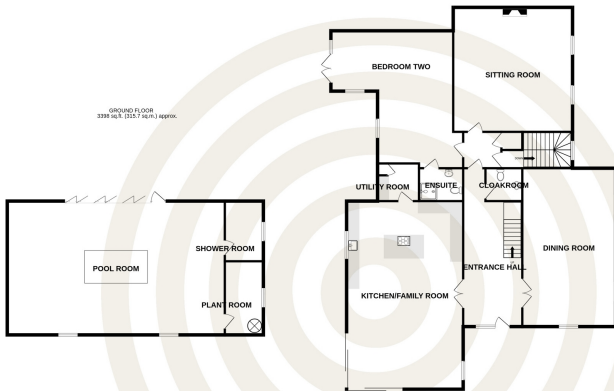 GROUND FLOOR
3398 sq.ft. (315.7 sq.m.) approx.
BEDROOM TWO
SITTING ROOM
UTILITY ROOM
ENSUITE
CLOAKROOM
SHOWER ROOM
POOL ROOM
PLANT ROOM
KITCHEN/FAMILY ROOM
ENTRANCE HALL
DINING ROOM